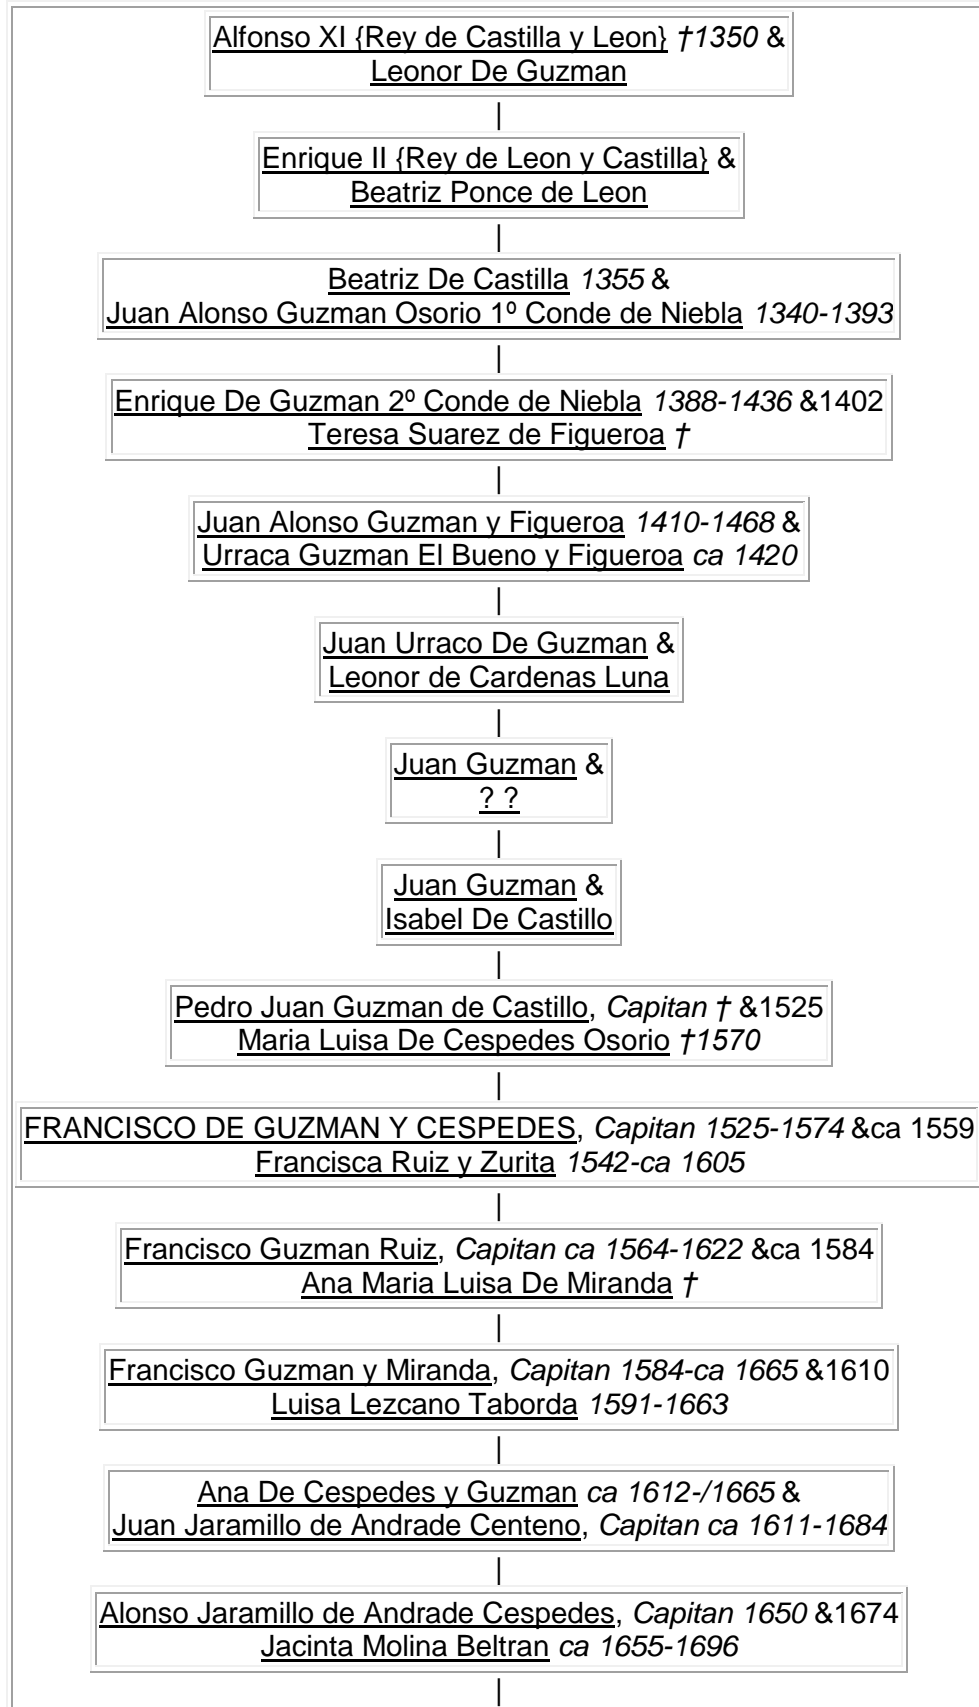 Alfonso XI {Rey de Castilla y Leon} †1350 &
Leonor De Guzman
|
Enrique II {Rey de Leon y Castilla} &
Beatriz Ponce de Leon
|
Beatriz De Castilla 1355 &
Juan Alonso Guzman Osorio 1º Conde de Niebla 1340-1393
|
Enrique De Guzman 2º Conde de Niebla 1388-1436 &1402
Teresa Suarez de Figueroa †
|
Juan Alonso Guzman y Figueroa 1410-1468 &
Urraca Guzman El Bueno y Figueroa ca 1420
|
Juan Urraco De Guzman &
Leonor de Cardenas Luna
|
Juan Guzman &
? ?
|
Juan Guzman &
Isabel De Castillo
|
Pedro Juan Guzman de Castillo, Capitan † &1525
Maria Luisa De Cespedes Osorio †1570
|
FRANCISCO DE GUZMAN Y CESPEDES, Capitan 1525-1574 &ca 1559
Francisca Ruiz y Zurita 1542-ca 1605
|
Francisco Guzman Ruiz, Capitan ca 1564-1622 &ca 1584
Ana Maria Luisa De Miranda †
|
Francisco Guzman y Miranda, Capitan 1584-ca 1665 &1610
Luisa Lezcano Taborda 1591-1663
|
Ana De Cespedes y Guzman ca 1612-/1665 &
Juan Jaramillo de Andrade Centeno, Capitan ca 1611-1684
|
Alonso Jaramillo de Andrade Cespedes, Capitan 1650 &1674
Jacinta Molina Beltran ca 1655-1696
|